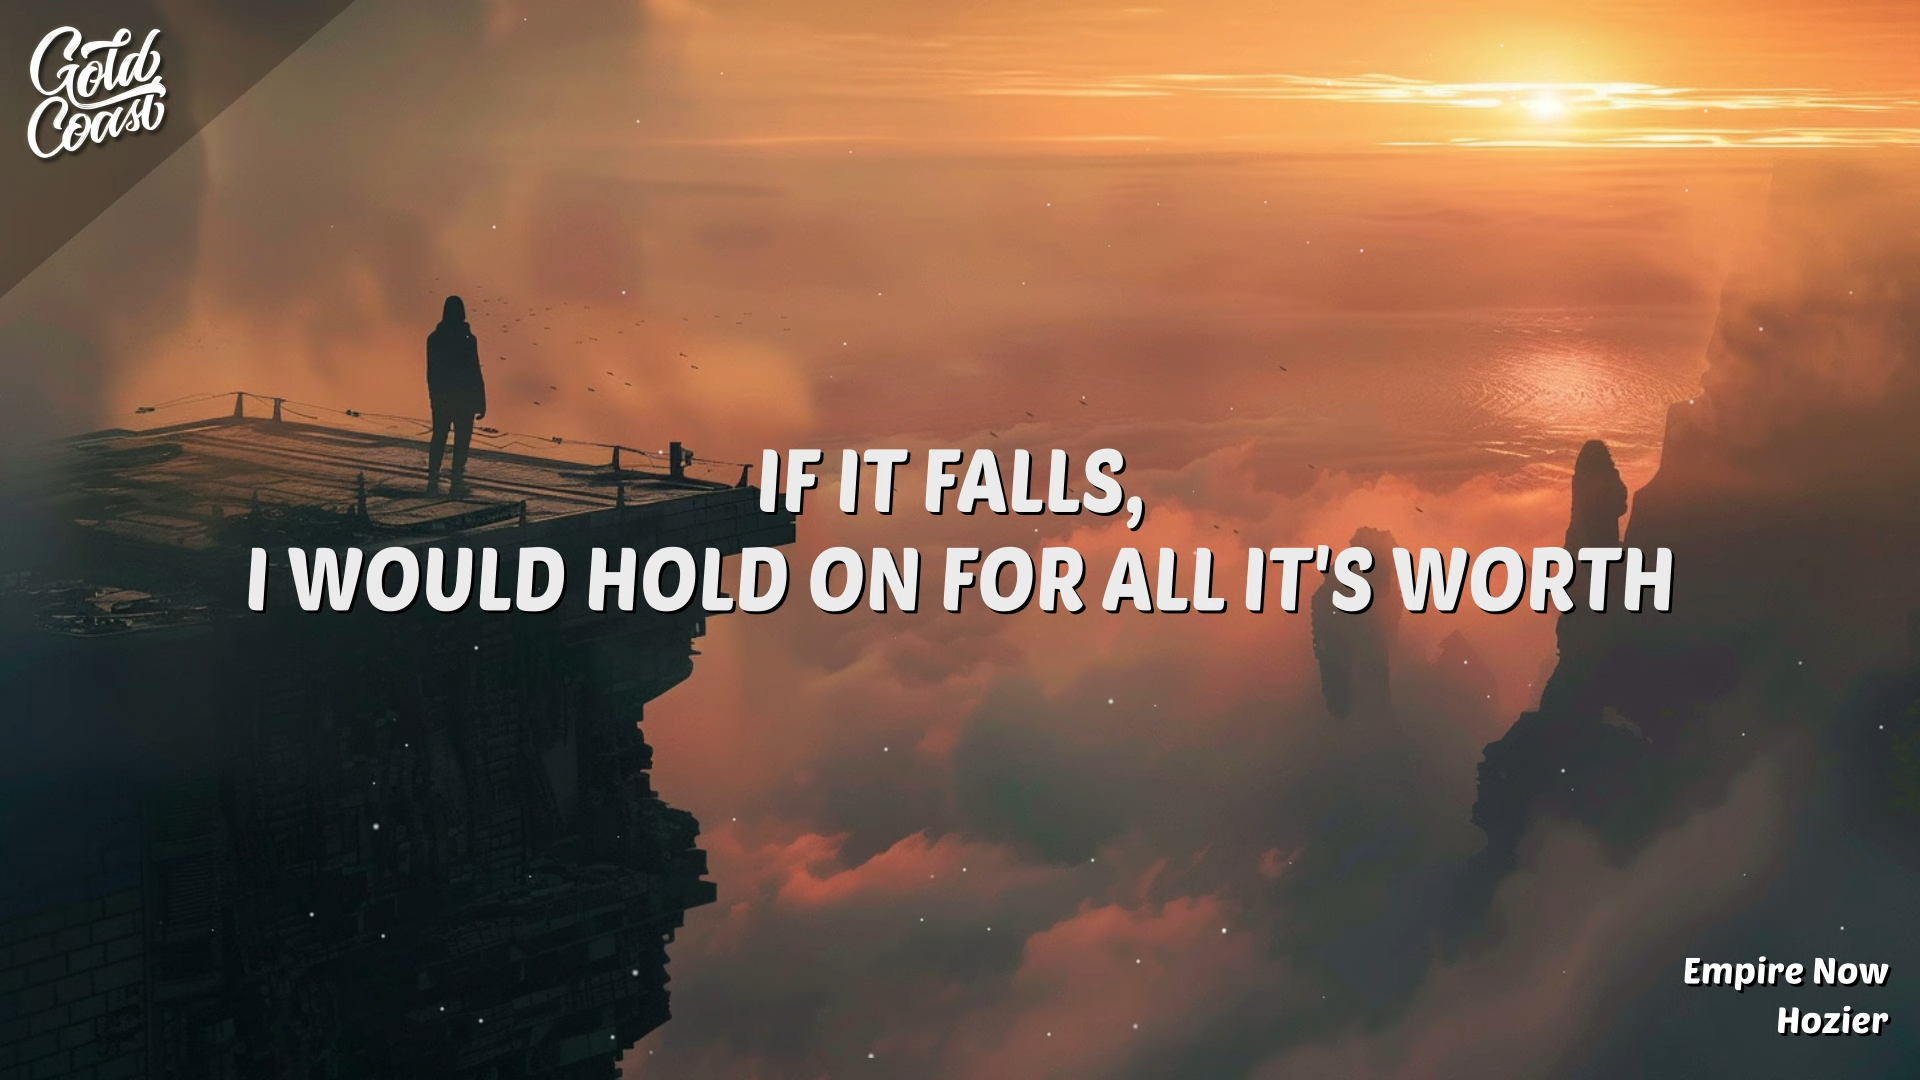 Gold
Coast
IF IT FALLS,
I WOULD HOLD ON FOR ALL IT'S WORTH
Empire Now
Hozier